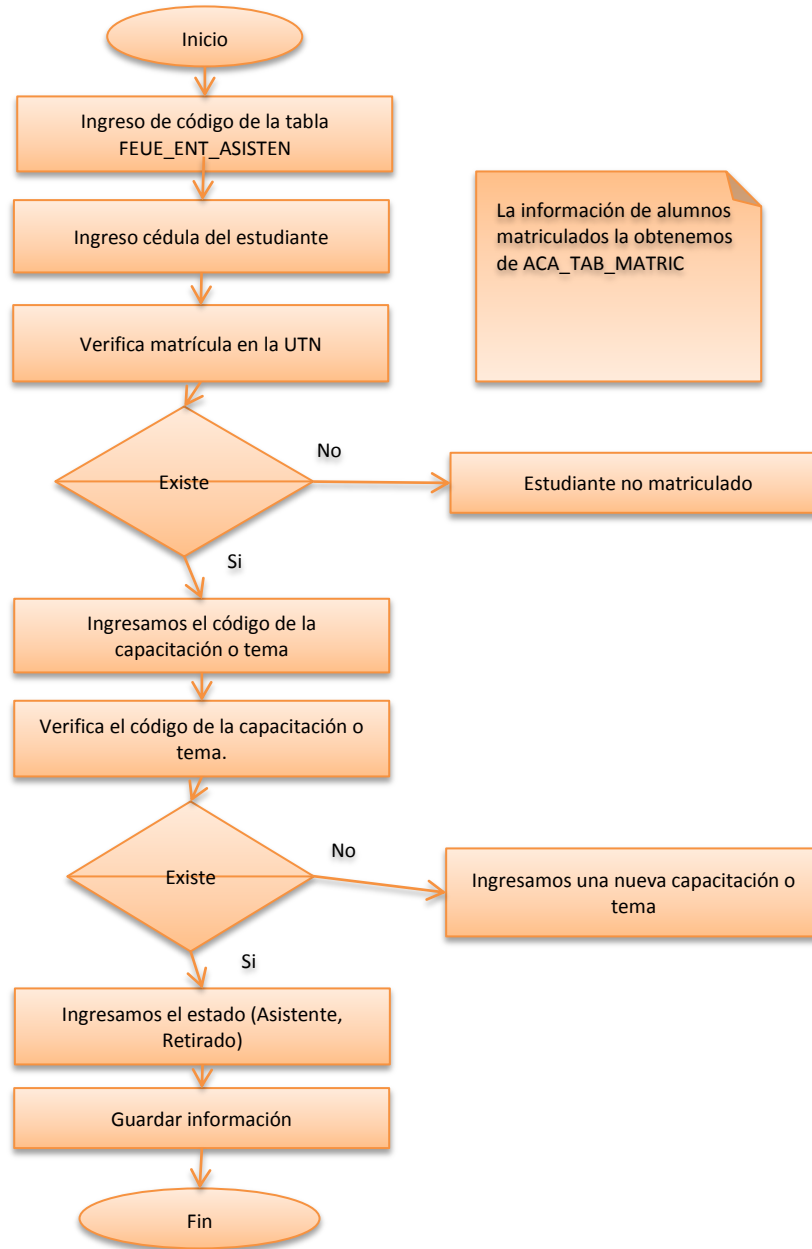 Inicio
Ingreso de código de la tabla
FEUE_ENT_ASISTEN
La información de alumnos
matriculados la obtenemos
de ACA_TAB_MATRIC
Ingreso cédula del estudiante
Verifica matrícula en la UTN
No
Existe
Estudiante no matriculado
Si
Ingresamos el código de la
capacitación o tema
Verifica el código de la capacitación o
tema.
No
Existe
Ingresamos una nueva capacitación o
tema
Si
Ingresamos el estado (Asistente,
Retirado)
Guardar información
Fin